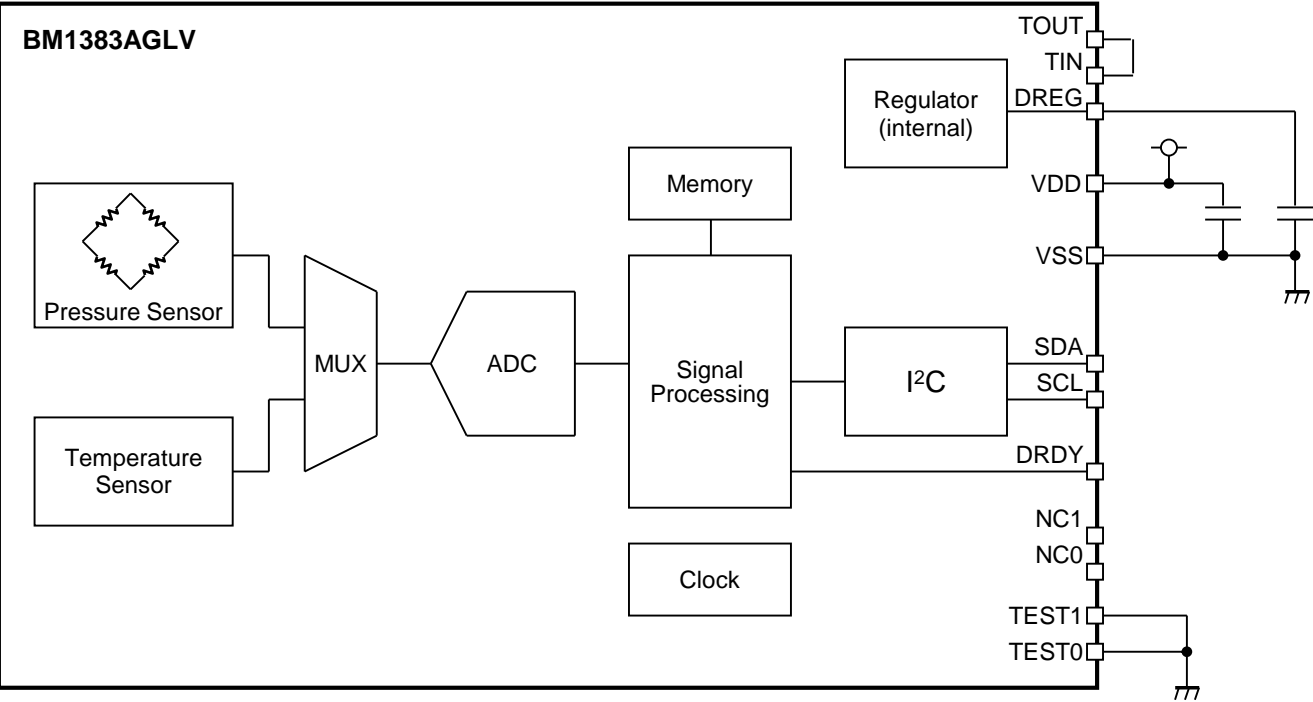 BM1383AGLV
TOUT
TIN
DREG
Regulator
(internal)
Memory
VDD
VSS
Pressure Sensor
MUX
ADC
Signal
Processing
I²C
SDA
SCL
Temperature
Sensor
DRDY
NC1
NC0
Clock
TEST1
TEST0